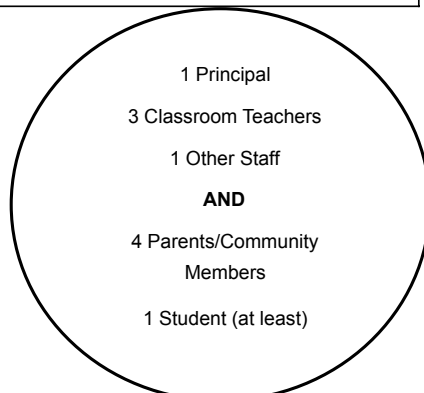 1 Principal
3 Classroom Teachers
1 Other Staff
AND
4 Parents/Community
Members
1 Student (at least)